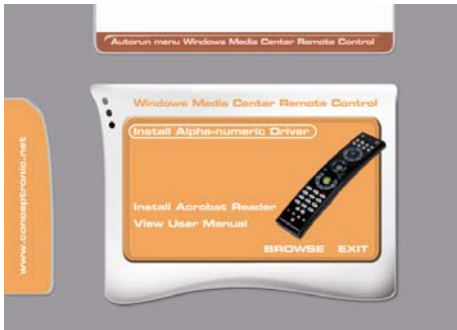 Autorun menu Windows Media Center Remote Control
Windows Media Center Remote Control
Install Alpha-numeric Driver
Install Acrobat Reader
View User Manual
BROWSE EXIT
www.conceptronic.net